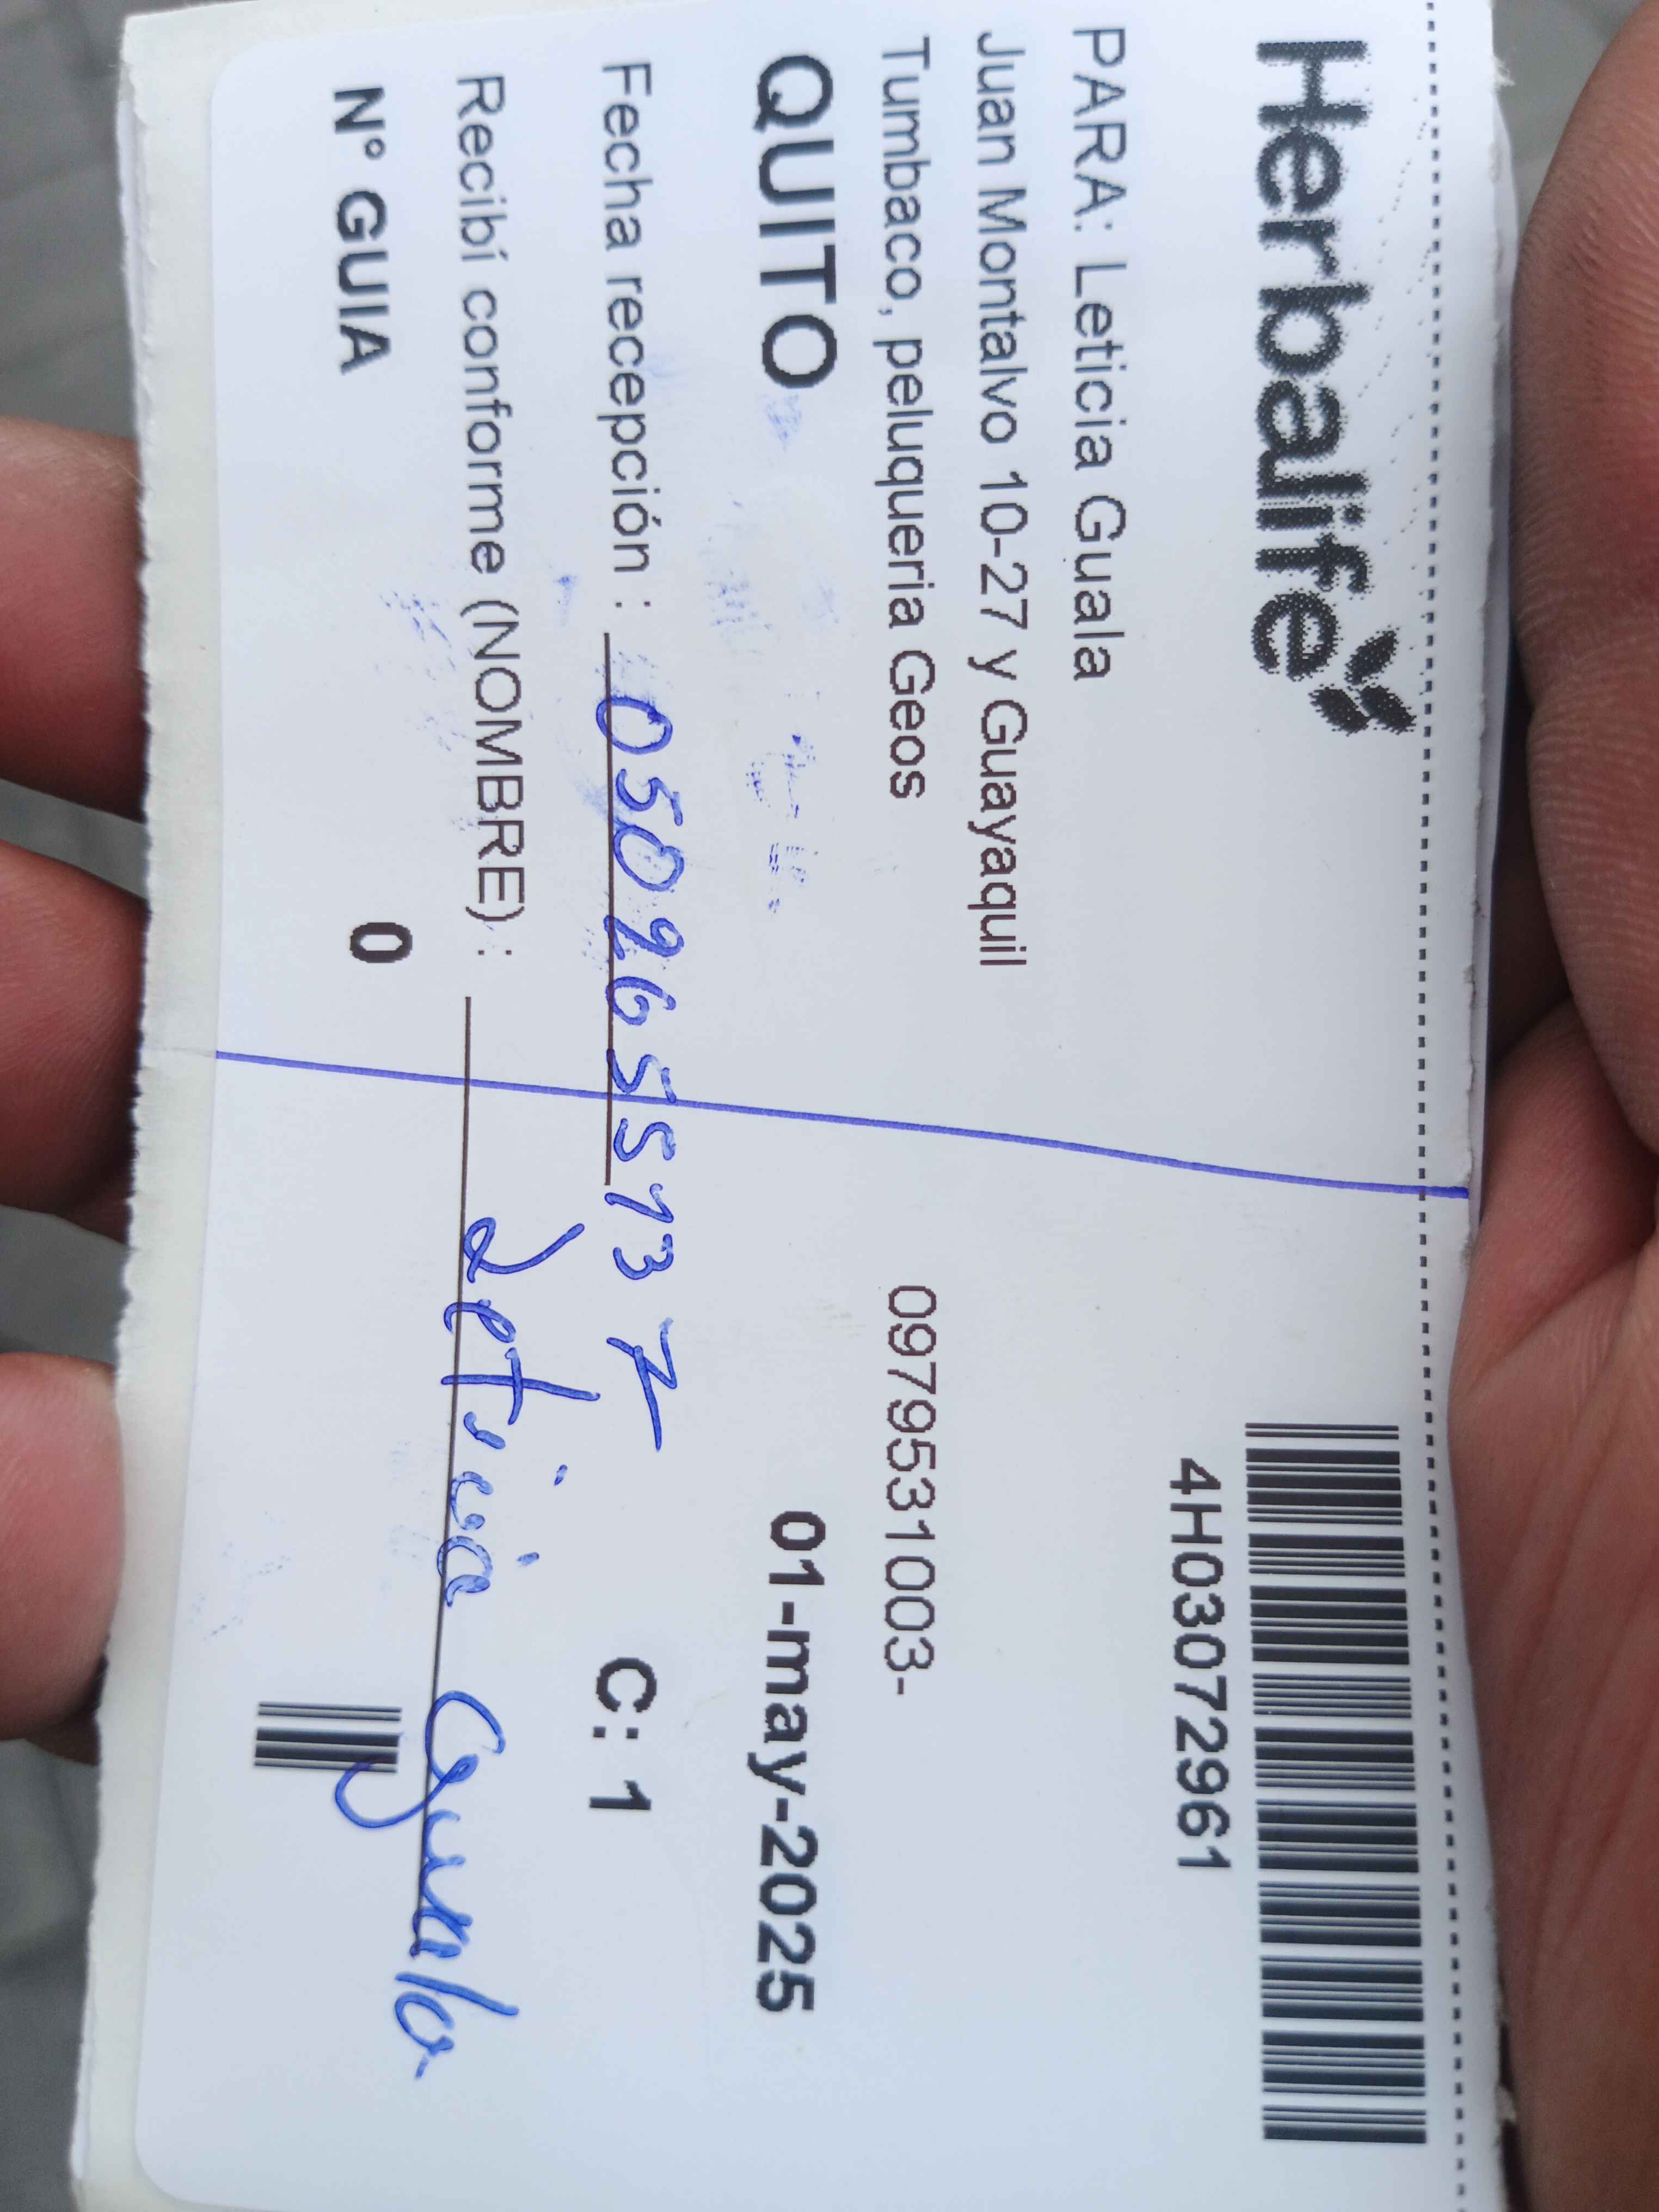 Herbalife
4H03072961
PARA: Leticia Guala
Juan Montalvo 10-27 y Guayaquil
Tumbaco, peluqueria Geos 0979531003-
QUITO 01-may-2025
Fecha recepción : 0502655137 C: 1
Recibí conforme (NOMBRE) : Leticia Guala
N° GUIA 0